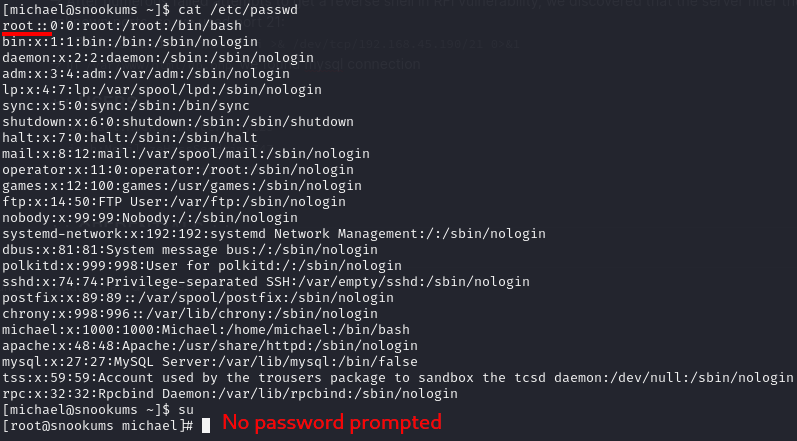 [michael@snookums ~]$ cat /etc/passwd
root::0:0:root:/root:/bin/bash
bin:x:1:1:bin:/bin:/sbin/nologin
daemon:x:2:2:daemon:/sbin:/sbin/nologin
adm:x:3:4:adm:/var/adm:/sbin/nologin
lp:x:4:7:lp:/var/spool/lpd:/sbin/nologin
sync:x:5:0:sync:/sbin:/bin/sync
shutdown:x:6:0:shutdown:/sbin:/sbin/shutdown
halt:x:7:0:halt:/sbin:/sbin/halt
mail:x:8:12:mail:/var/spool/mail:/sbin/nologin
operator:x:11:0:operator:/root:/sbin/nologin
games:x:12:100:games:/usr/games:/sbin/nologin
ftp:x:14:50:FTP User:/var/ftp:/sbin/nologin
nobody:x:99:99:Nobody:/:/sbin/nologin
systemd-network:x:192:192:systemd Network Management:/:/sbin/nologin
dbus:x:81:81:System message bus:/:/sbin/nologin
polkitd:x:999:998:User for polkitd:/:/sbin/nologin
sshd:x:74:74:Privilege-separated SSH:/var/empty/sshd:/sbin/nologin
postfix:x:89:89::/var/spool/postfix:/sbin/nologin
chrony:x:998:996::/var/lib/chrony:/sbin/nologin
michael:x:1000:1000:Michael:/home/michael:/bin/bash
apache:x:48:48:Apache:/usr/share/httpd:/sbin/nologin
mysql:x:27:27:MySQL Server:/var/lib/mysql:/bin/false
tss:x:59:59:Account used by the trousers package to sandbox the tcsd daemon:/dev/null:/sbin/nologin
rpc:x:32:32:Rpcbind Daemon:/var/lib/rpcbind:/sbin/nologin
[michael@snookums ~]$ su
[root@snookums michael]# No password prompted